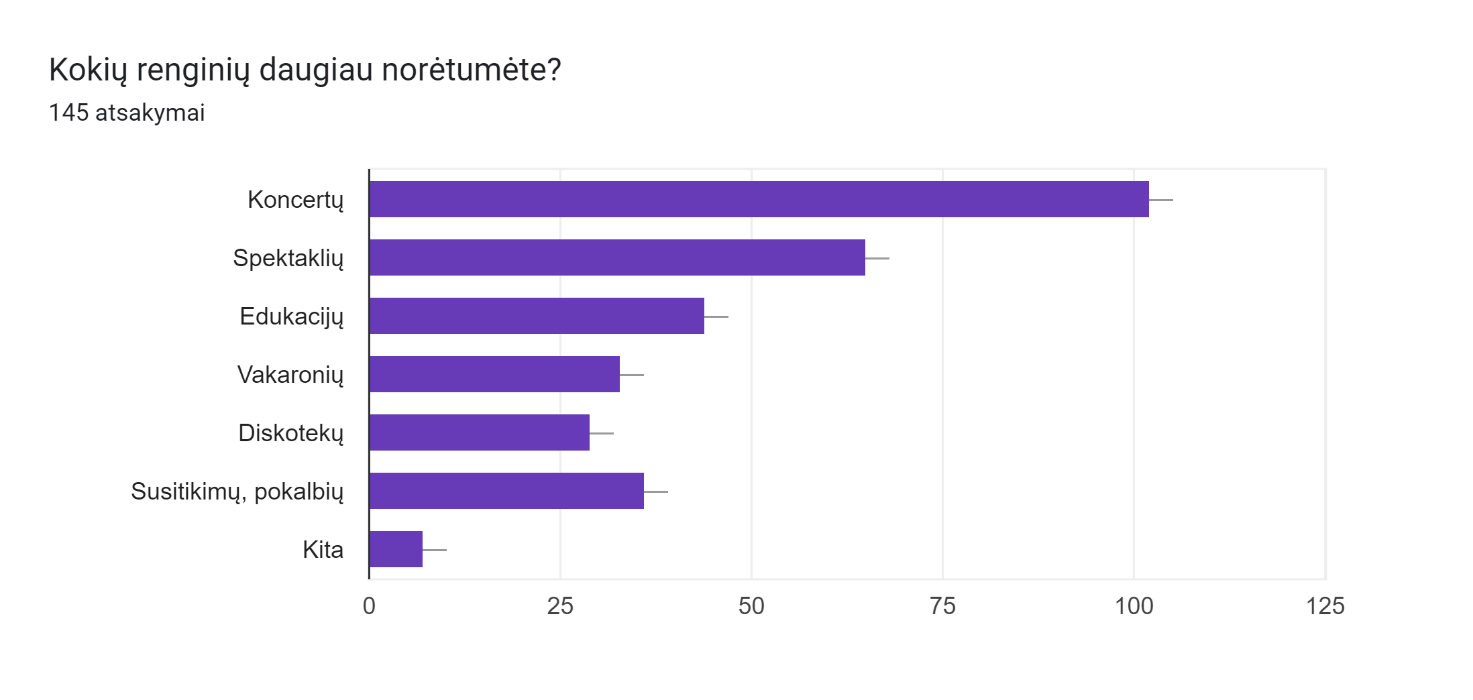 Kokių renginių daugiau norėtumėte?
145 atsakymai
Koncertų
Spektaklių
Edukacijų
Vakaronių
Diskotekų
Susitikimų, pokalbių
Kita
0 25 50 75 100 125